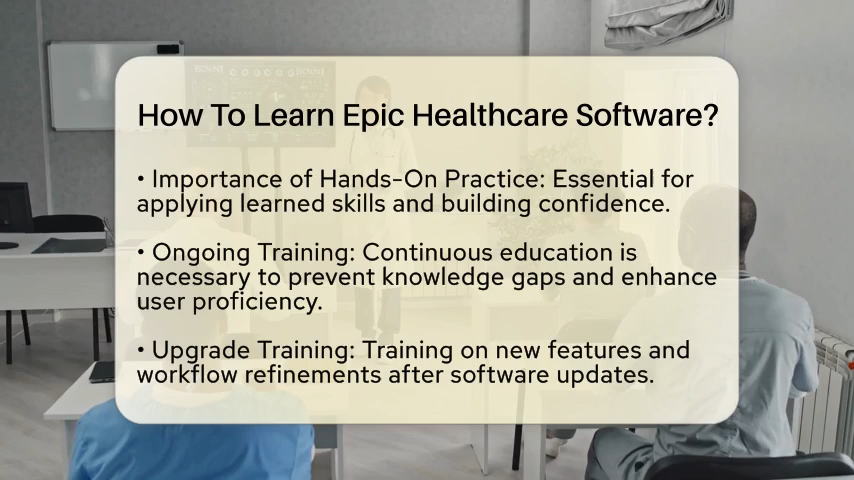 How To Learn Epic Healthcare Software?
• Importance of Hands-On Practice: Essential for
applying learned skills and building confidence.
• Ongoing Training: Continuous education is
necessary to prevent knowledge gaps and enhance
user proficiency.
• Upgrade Training: Training on new features and
workflow refinements after software updates.